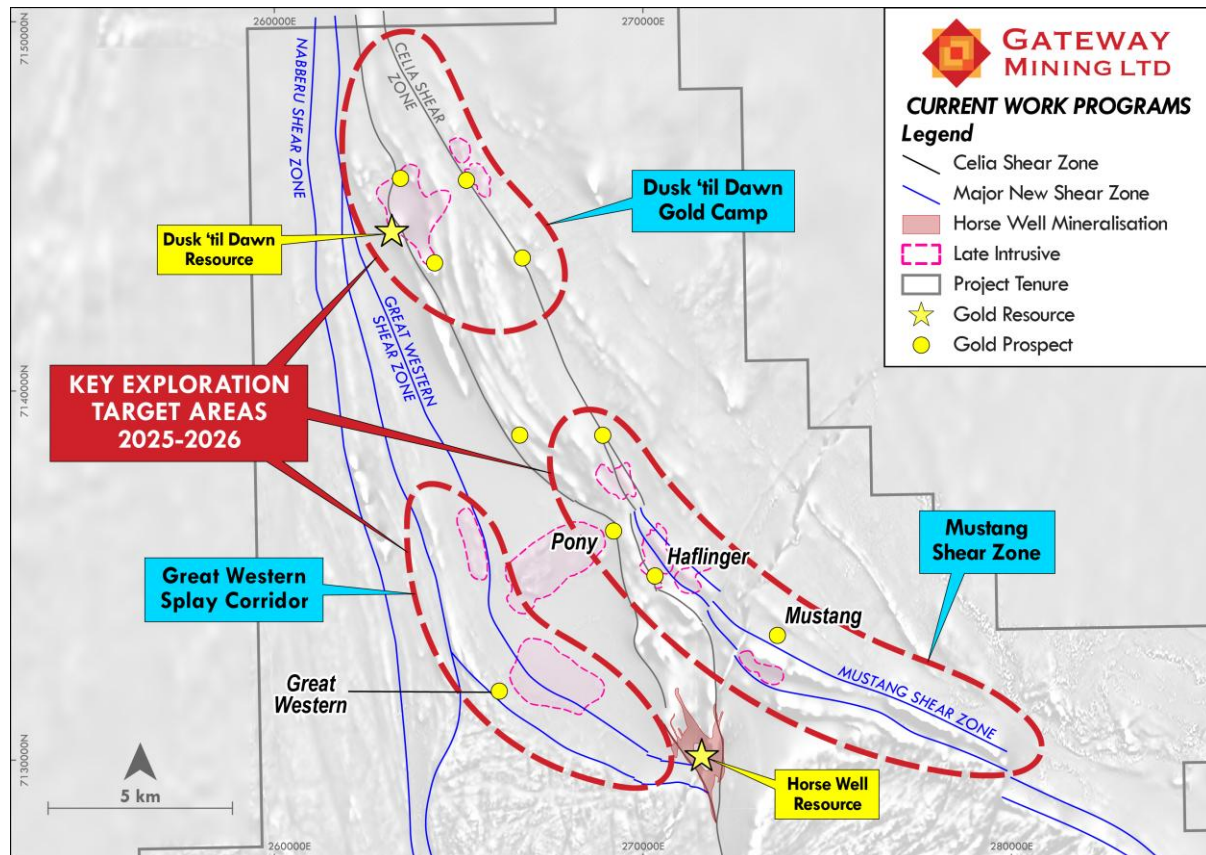 260000E
270000E
7150000N
7140000N
7130000N
GATEWAY
MINING LTD
CURRENT WORK PROGRAMS
Legend
Celia Shear Zone
Major New Shear Zone
Horse Well Mineralisation
Late Intrusive
Project Tenure
Gold Resource
Gold Prospect
NABBERU SHEAR ZONE
CELIA SHEAR
ZONE
Dusk ‘til Dawn
Gold Camp
Dusk ‘til Dawn
Resource
GREAT WESTERN
SHEAR ZONE
KEY EXPLORATION
TARGET AREAS
2025-2026
Great Western
Splay Corridor
Pony
Haflinger
Mustang
Shear Zone
Mustang
MUSTANG SHEAR ZONE
Great
Western
Horse Well
Resource
5 km
260000E
270000E
280000E